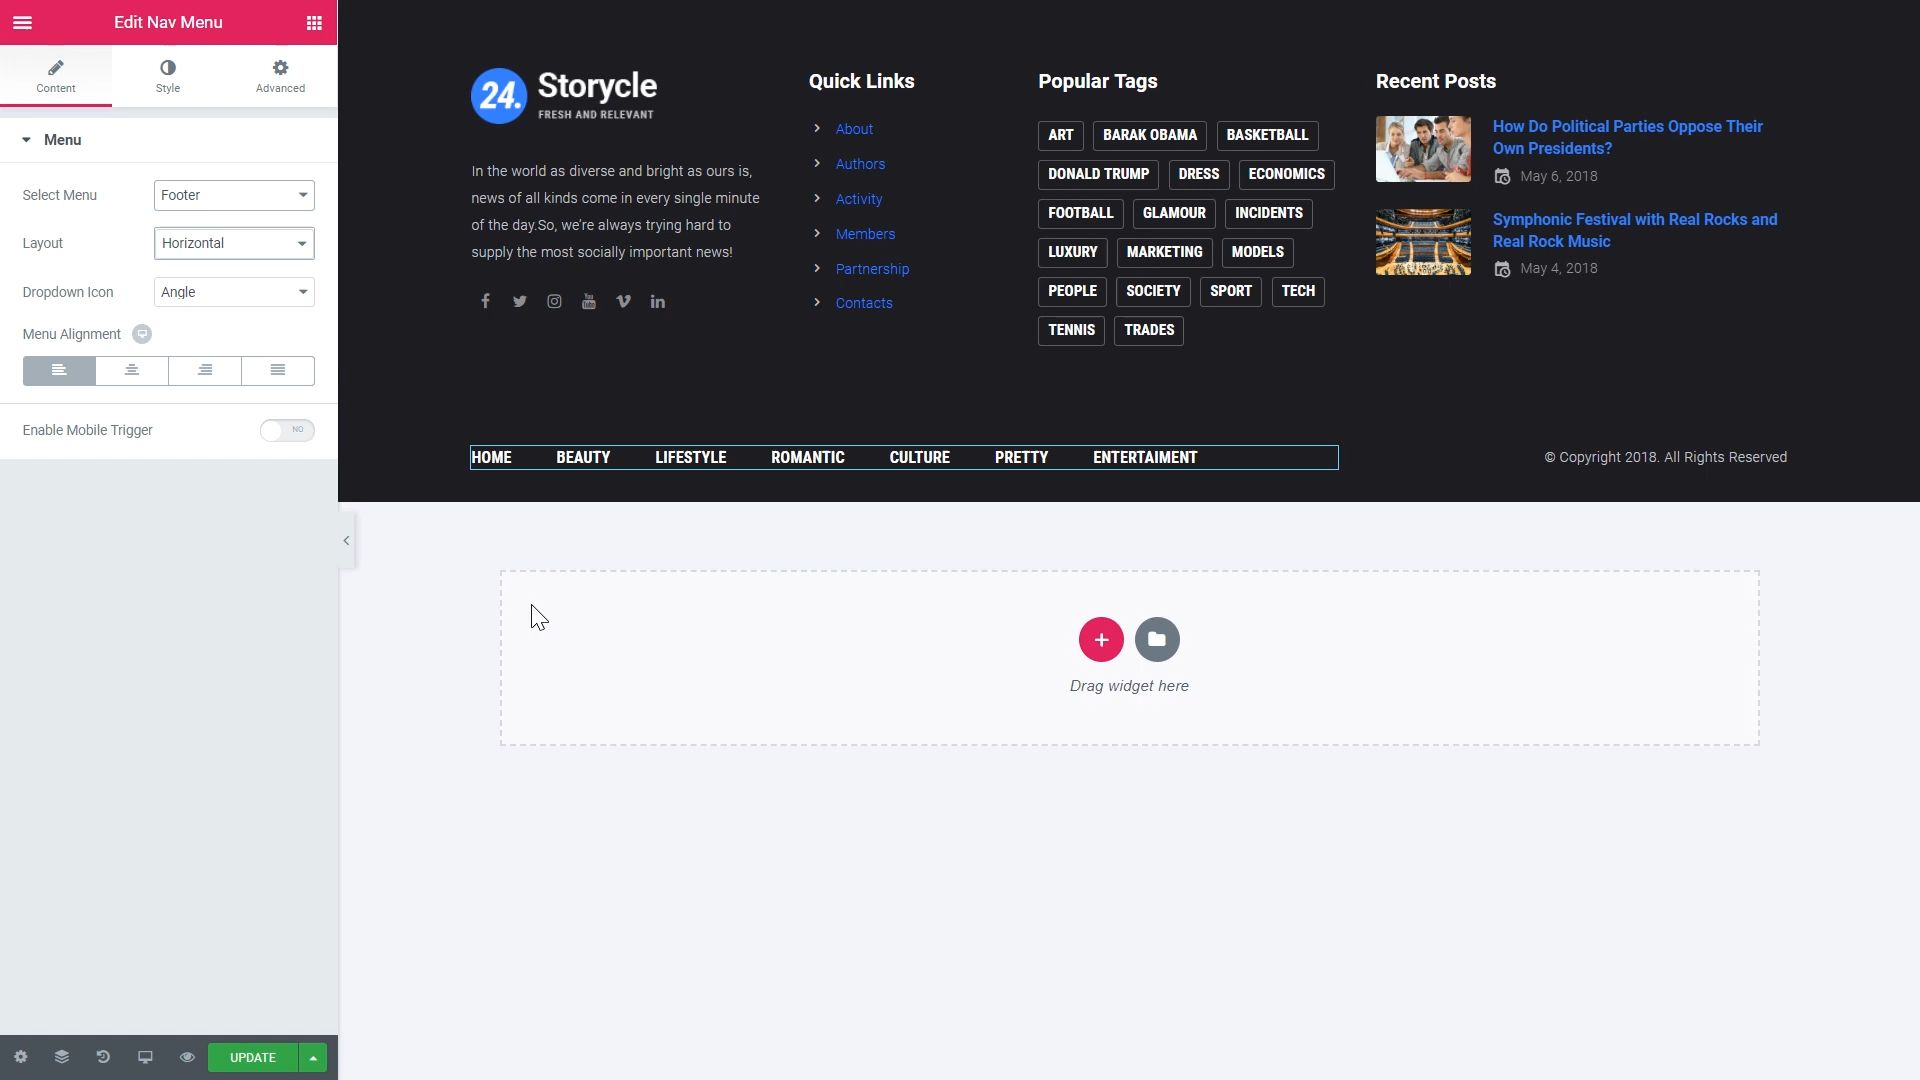 Edit Nav Menu
Content
Style
Advanced
Menu
Select Menu
Footer
Layout
Horizontal
Dropdown Icon
Angle
Menu Alignment
Enable Mobile Trigger
NO
UPDATE
24.
Storycle
FRESH AND RELEVANT
In the world as diverse and bright as ours is,
news of all kinds come in every single minute
of the day.So, we're always trying hard to
supply the most socially important news!
You
Tube
Quick Links
About
Authors
Activity
Members
Partnership
Contacts
Popular Tags
ART BARAK OBAMA BASKETBALL
DONALD TRUMP DRESS ECONOMICS
FOOTBALL GLAMOUR INCIDENTS
LUXURY MARKETING MODELS
PEOPLE SOCIETY SPORT TECH
TENNIS TRADES
Recent Posts
How Do Political Parties Oppose Their
Own Presidents?
May 6, 2018
Symphonic Festival with Real Rocks and
Real Rock Music
May 4, 2018
HOME BEAUTY LIFESTYLE ROMANTIC CULTURE PRETTY ENTERTAIMENT
© Copyright 2018. All Rights Reserved
Drag widget here